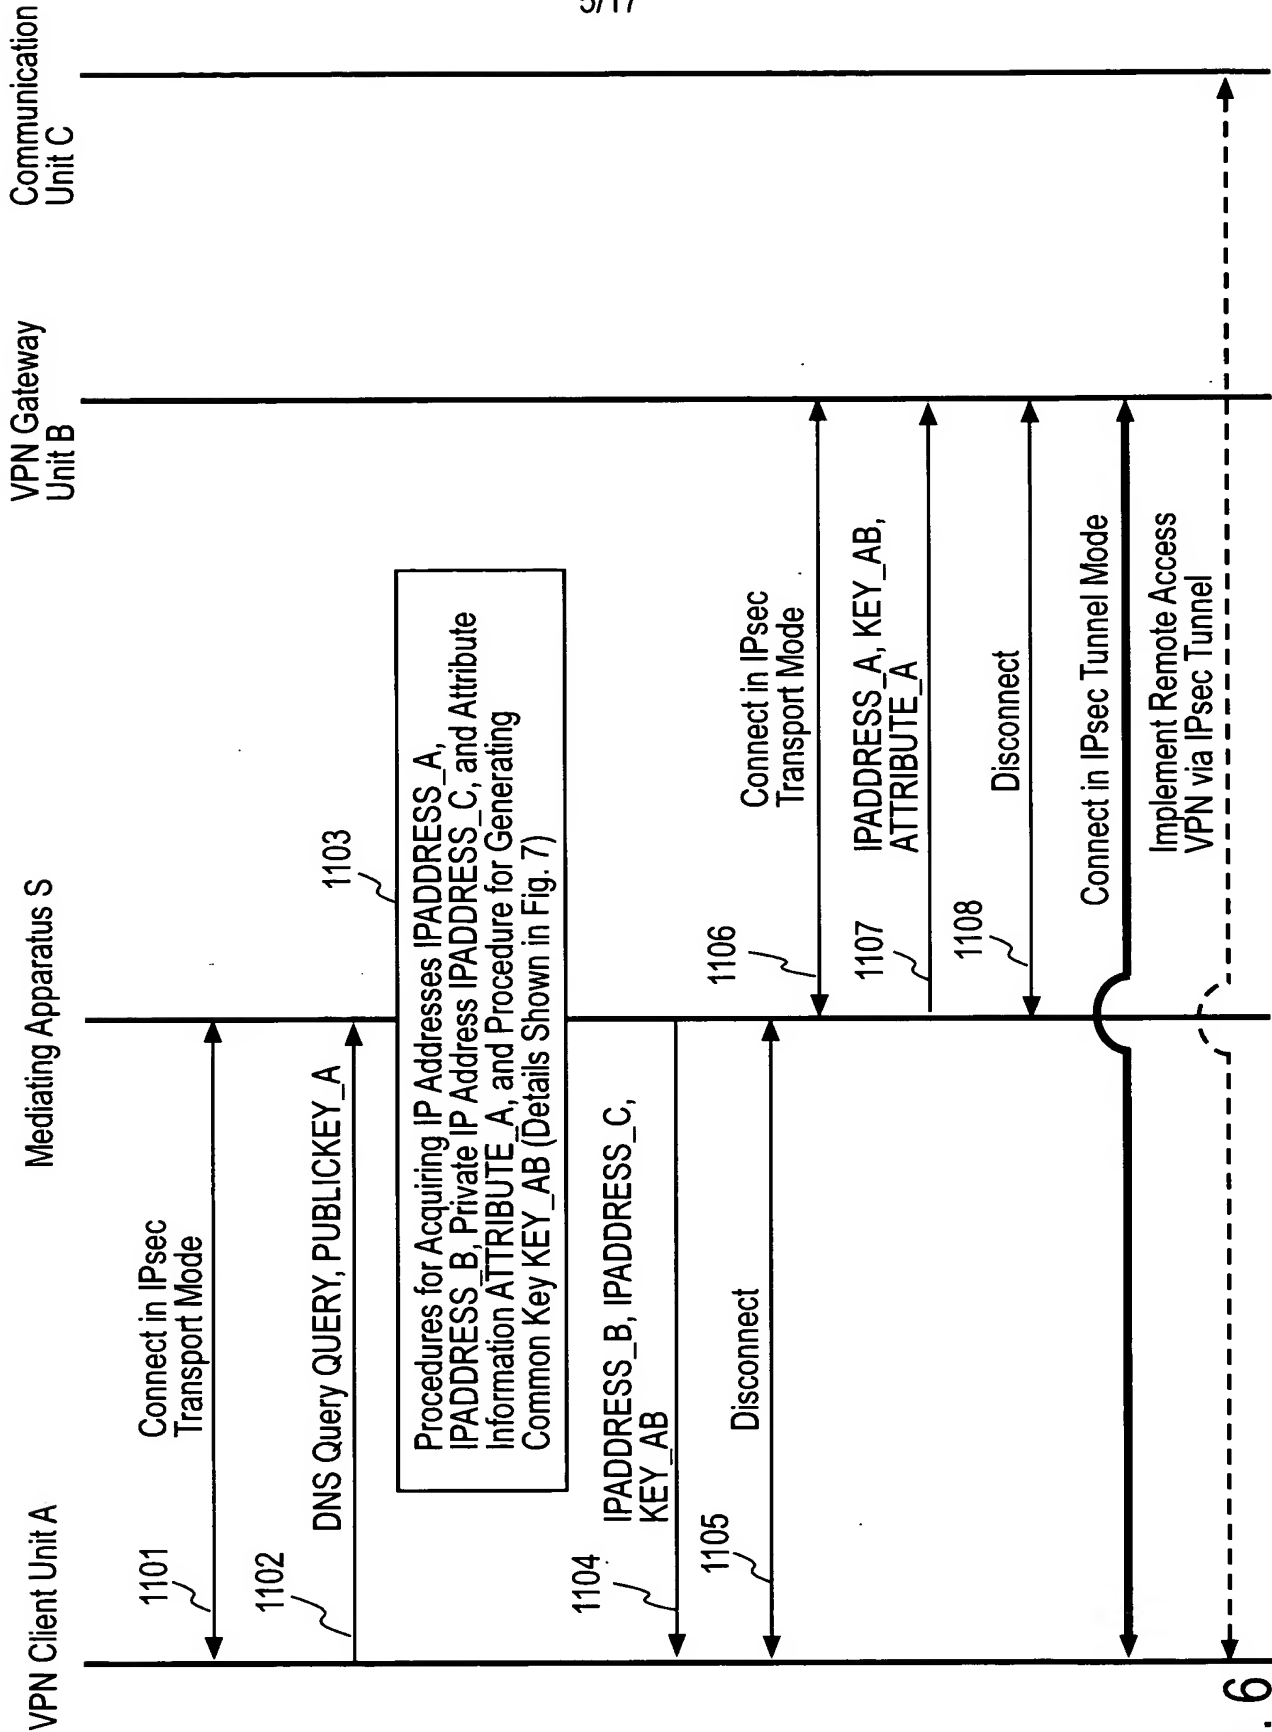 5/17
VPN Client Unit A
Mediating Apparatus S
VPN Gateway
Unit B
Communication
Unit C
1101
Connect in IPsec
Transport Mode
1102
DNS Query QUERY, PUBLICKEY_A
1103
Procedures for Acquiring IP Addresses IPADDRESS_A,
IPADDRESS_B, Private IP Address IPADDRESS_C, and Attribute
Information ATTRIBUTE_A, and Procedure for Generating
Common Key KEY_AB (Details Shown in Fig. 7)
1104
IPADDRESS_B, IPADDRESS_C,
KEY_AB
1105
Disconnect
1106
Connect in IPsec
Transport Mode
1107
IPADDRESS_A, KEY_AB,
ATTRIBUTE_A
1108
Disconnect
Connect in IPsec Tunnel Mode
Implement Remote Access
VPN via IPsec Tunnel
. 6